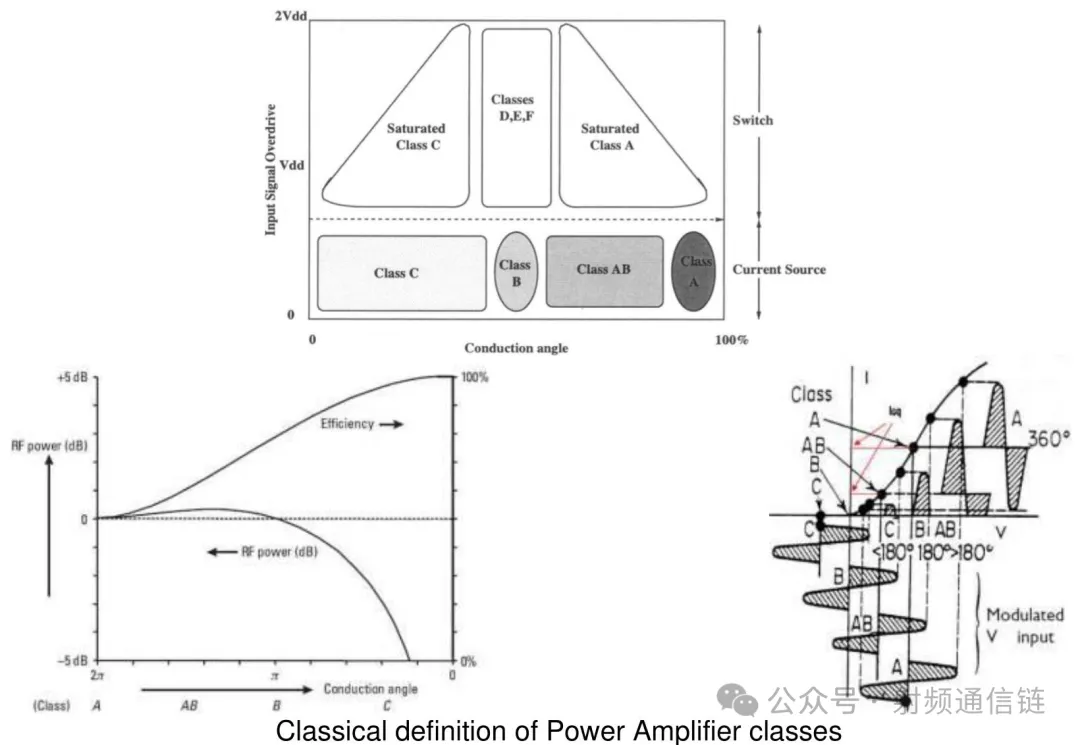 2Vdd
Classes
D,E,F
Saturated
Class C
Saturated
Class A
Switch
Vdd
Input Signal Overdrive
Class C
Class
B
Class AB
Class
A
Current Source
0
0
100%
Conduction angle
+5 dB
100%
Efficiency
RF power (dB)
0
RF power (dB)
−5 dB
0%
2π
π
0
Conduction angle
(Class)
A
AB
B
C
I
Class
Iuq
A
AB
B
C
A
360°
C
C
B
AB
V
<180° 180° >180°
B
AB
A
Modulated
V input
公众号 · 射频通信链
Classical definition of Power Amplifier classes